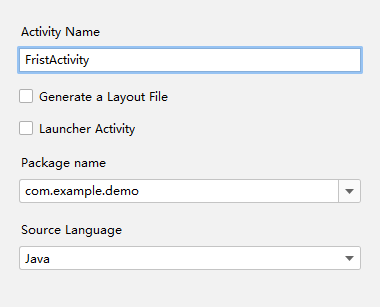 Activity Name
FristActivity
Generate a Layout File
Launcher Activity
Package name
com.example.demo
Source Language
Java